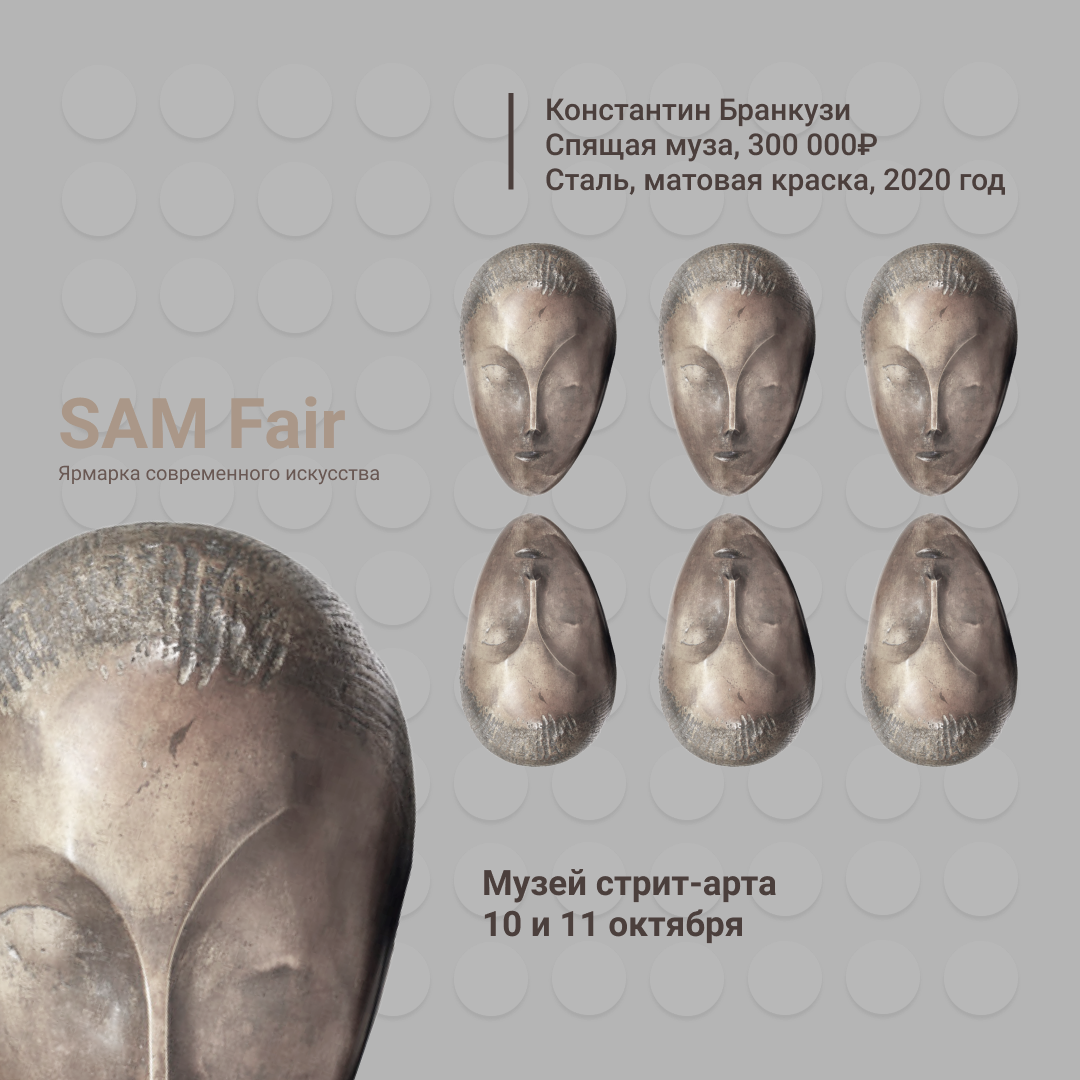 Константин Бранкузи
Спящая муза, 300 000₽
Сталь, матовая краска, 2020 год
SAM Fair
Ярмарка современного искусства
Музей стрит-арта
10 и 11 октября